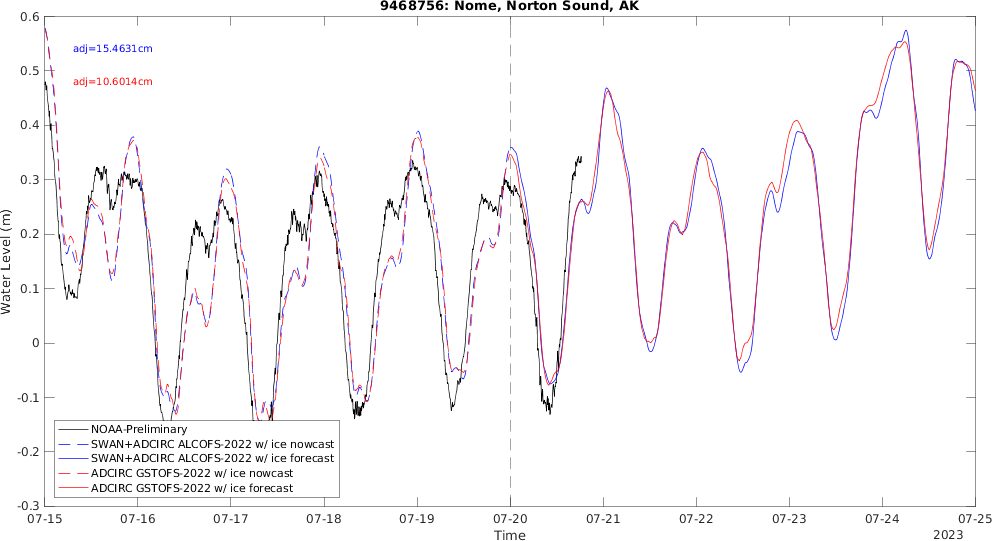 9468756: Nome, Norton Sound, AK
adj=15.4631cm
adj=10.6014cm
Water Level (m)
0.6
0.5
0.4
0.3
0.2
0.1
0
-0.1
-0.2
-0.3
NOAA-Preliminary
SWAN+ADCIRC ALCOFS-2022 w/ ice nowcast
SWAN+ADCIRC ALCOFS-2022 w/ ice forecast
ADCIRC GSTOFS-2022 w/ ice nowcast
ADCIRC GSTOFS-2022 w/ ice forecast
07-15 07-16 07-17 07-18 07-19 07-20 07-21 07-22 07-23 07-24 07-25
Time
2023